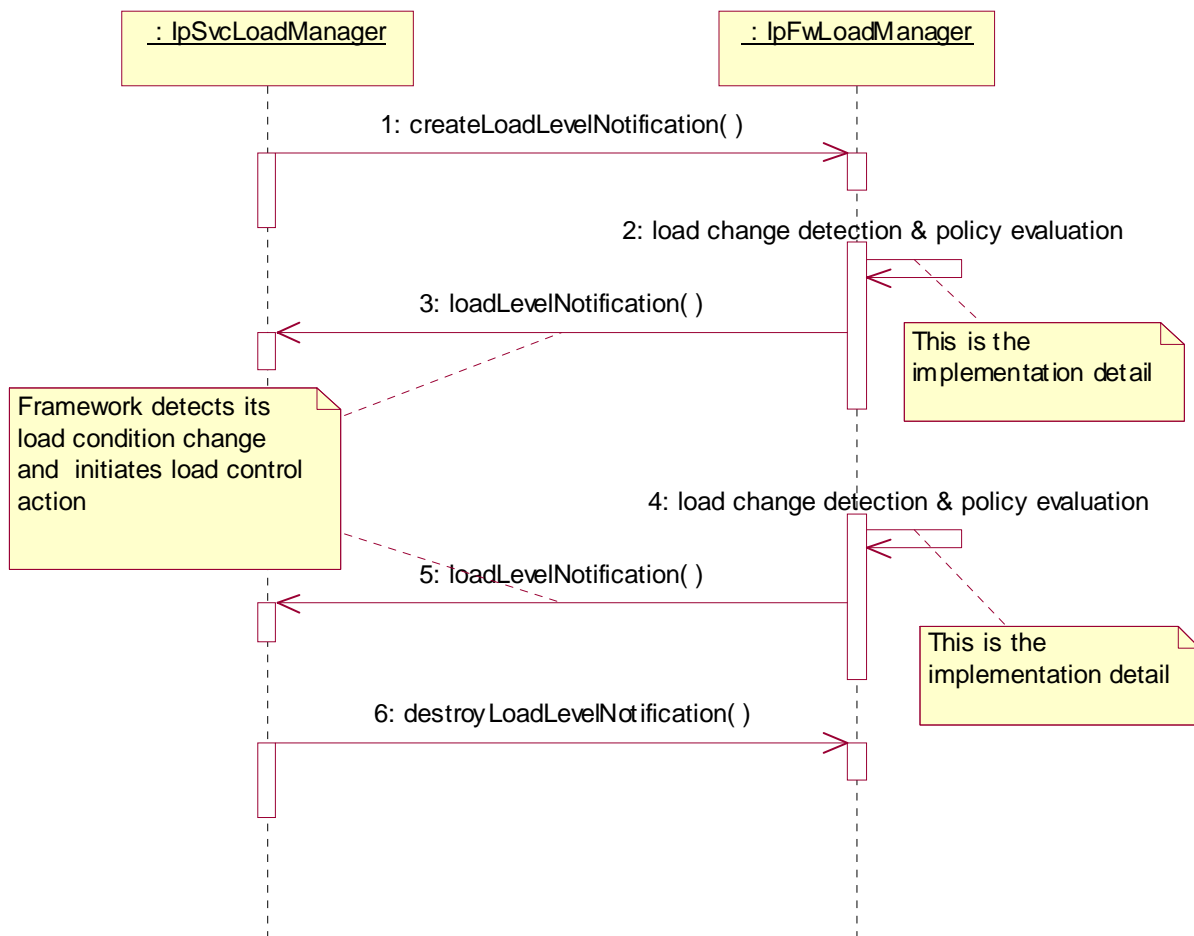 : IpSvcLoadManager
: IpFwLoadManager
1: createLoadLevelNotification( )
2: load change detection & policy evaluation
3: loadLevelNotification( )
This is the
implementation detail
Framework detects its
load condition change
and initiates load control
action
4: load change detection & policy evaluation
5: loadLevelNotification( )
This is the
implementation detail
6: destroyLoadLevelNotification( )